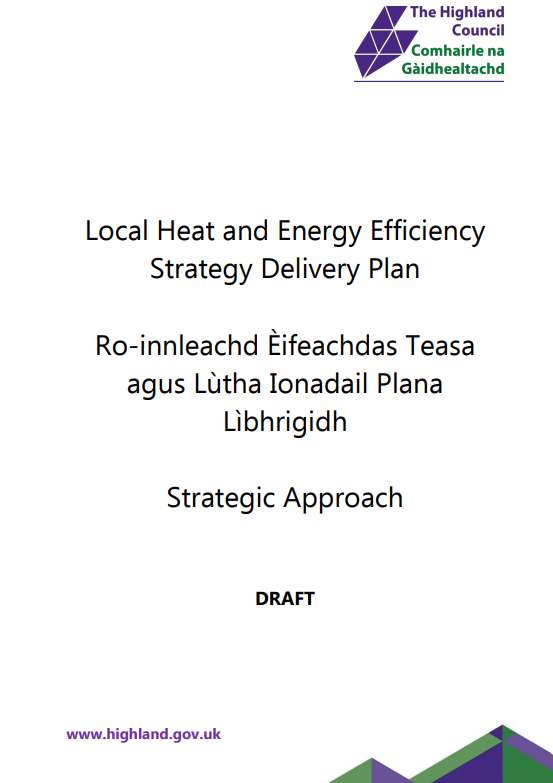 The Highland
Council
Comhairle na
Gàidhealtachd
Local Heat and Energy Efficiency
Strategy Delivery Plan
Ro-innleachd Èifeachdas Teasa
agus Lùtha Ionadail Plana
Lìbhrigidh
Strategic Approach
DRAFT
www.highland.gov.uk